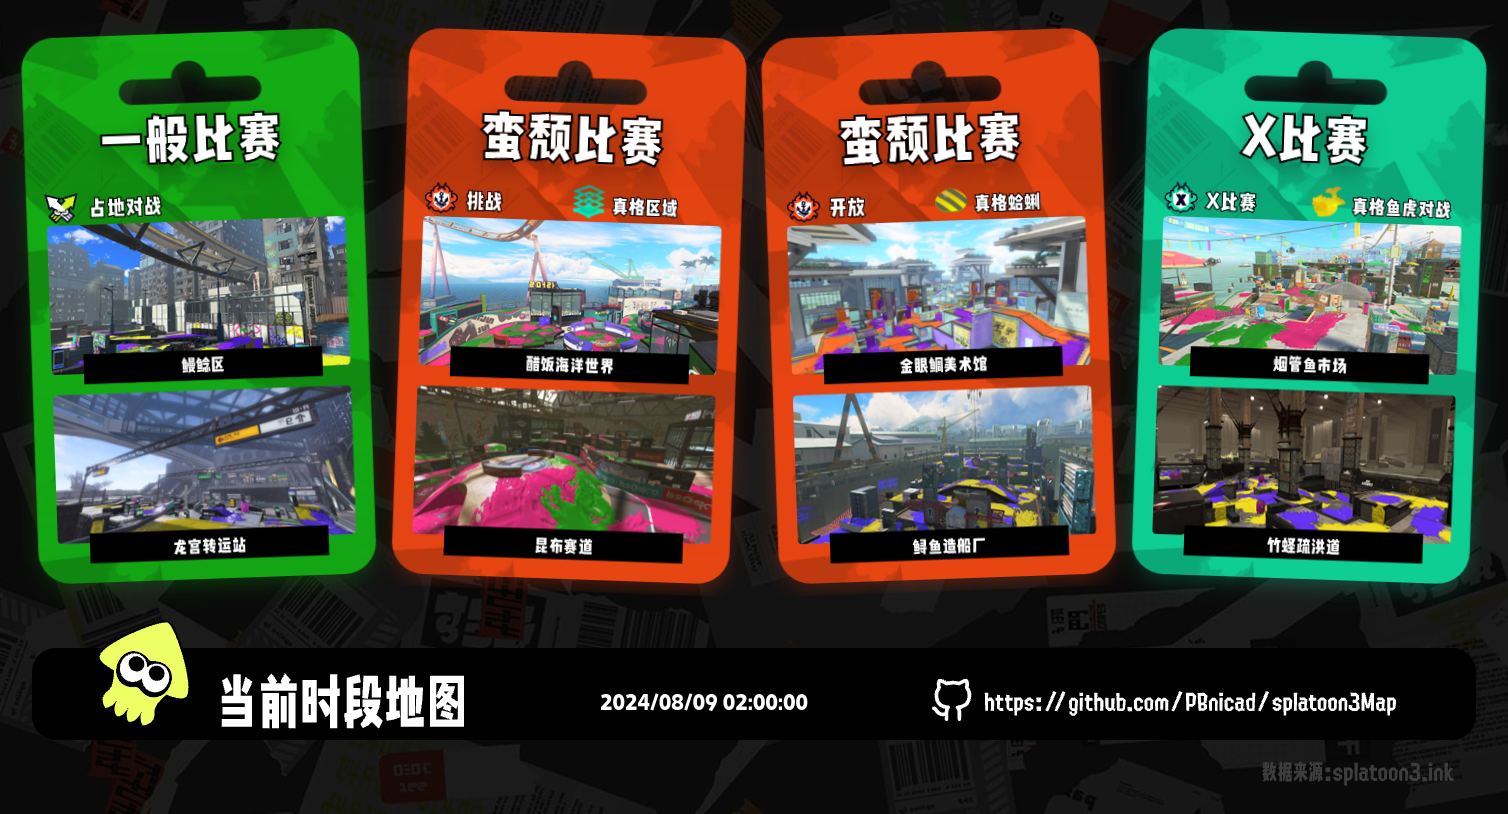 一般比赛
占地对战
鳗鲶区
龙宫转运站
蛮颓比赛
挑战
真格区域
醋饭海洋世界
昆布赛道
蛮颓比赛
开放
真格蛤蜊
金眼鲷美术馆
鲟鱼造船厂
X比赛
X比赛
真格鱼虎对战
烟管鱼市场
竹蛏疏洪道
当前时段地图
2024/08/09 02:00:00
https://github.com/PBnicad/splatoon3Map
数据来源:splatoon3.ink